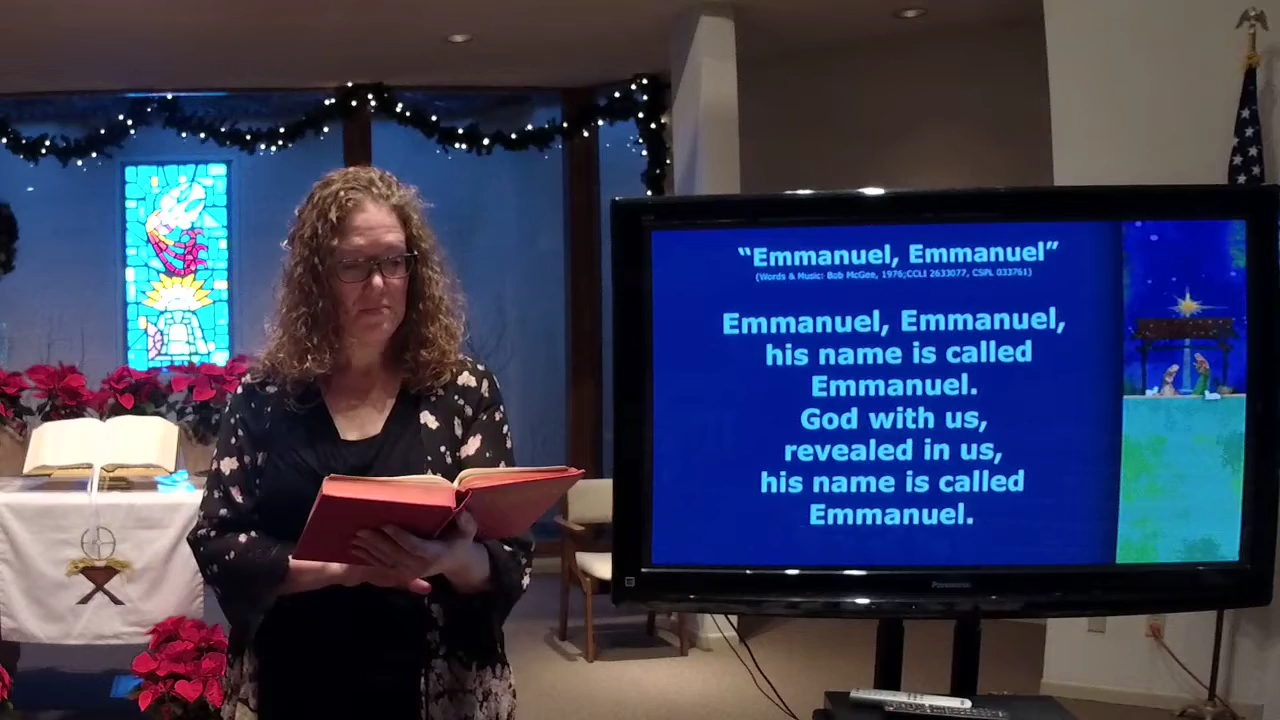 “Emmanuel, Emmanuel”
(Words & Music: Bob McGee, 1976;CCLI 2633077, CSPL 033761)
Emmanuel, Emmanuel,
his name is called
Emmanuel.
God with us,
revealed in us,
his name is called
Emmanuel.
Panasonic